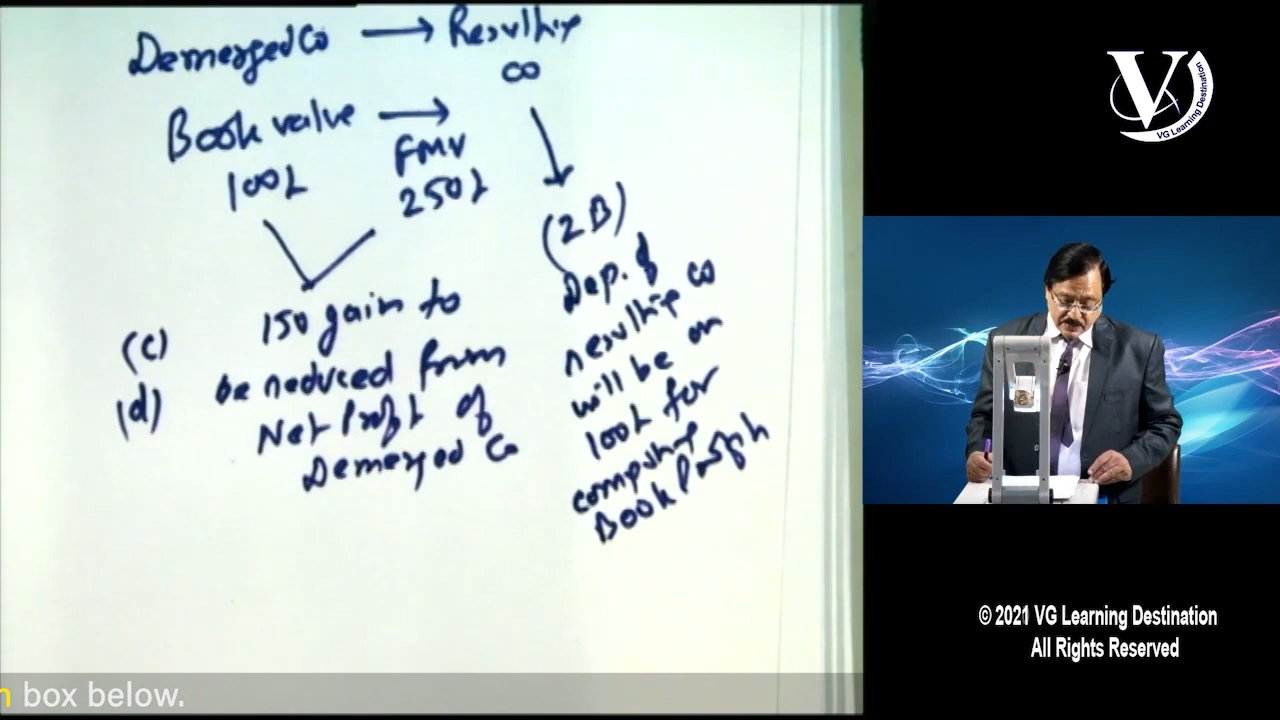 Demerged Co → Resulting
Co
Book value →
FMV
100L
250L
(2B)
150 gain to
(c)
be reduced from
(d)
Net Profit of
Demerged Co
Dep. of
resulting co
will be on
100L for
computing
Book Profit
V
VG Learning Destination
© 2021 VG Learning Destination
All Rights Reserved
n box below.